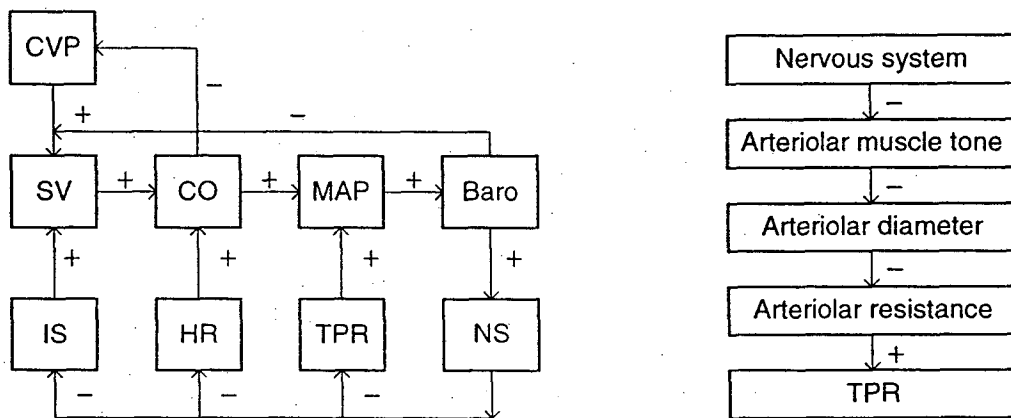 CVP
−
+
−
SV
+
CO
+
MAP
+
Baro
+
+
+
+
IS
HR
TPR
NS
−
−
−
Nervous system
−
Arteriolar muscle tone
−
Arteriolar diameter
−
Arteriolar resistance
+
TPR